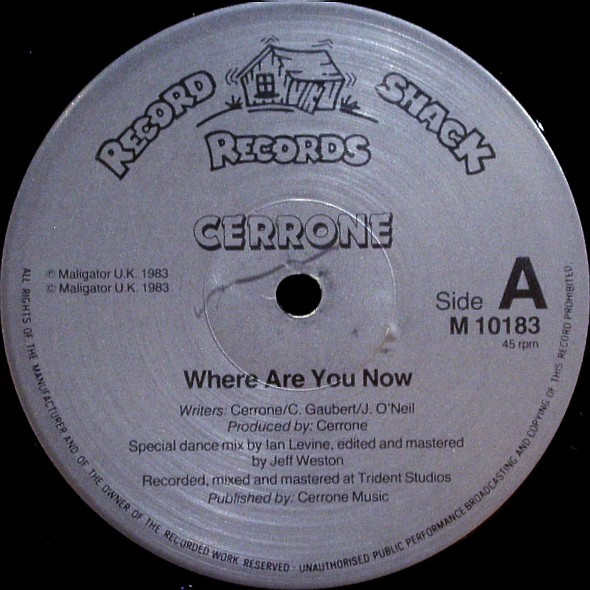 RECORD SHACK
RECORDS
CERRONE
℗ Maligator U.K. 1983
© Maligator U.K. 1983
Side A
M 10183
45 rpm
Where Are You Now
Writers: Cerrone/C. Gaubert/J. O'Neil
Produced by: Cerrone
Special dance mix by Ian Levine, edited and mastered
by Jeff Weston
Recorded, mixed and mastered at Trident Studios
Published by: Cerrone Music
ALL RIGHTS OF THE MANUFACTURER AND OF THE OWNER OF THE RECORDED WORK RESERVED · UNAUTHORISED PUBLIC PERFORMANCE BROADCASTING AND COPYING OF THIS RECORD PROHIBITED.